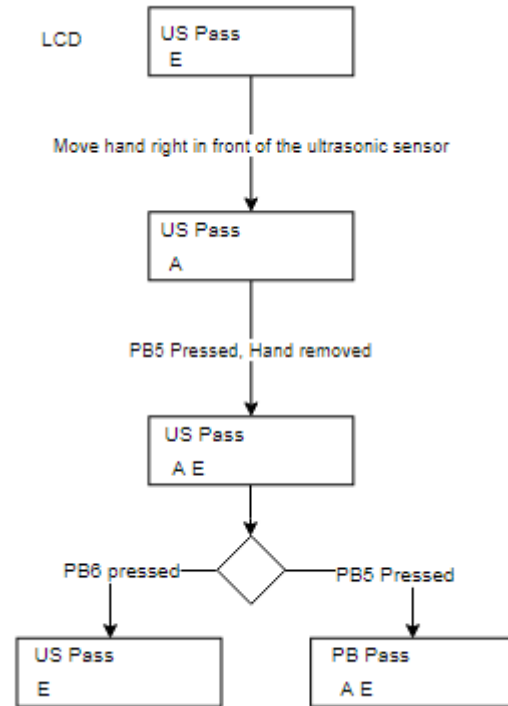 LCD
US Pass
E
Move hand right in front of the ultrasonic sensor
US Pass
A
PB5 Pressed, Hand removed
US Pass
A E
PB6 pressed
PB5 Pressed
US Pass
E
PB Pass
A E